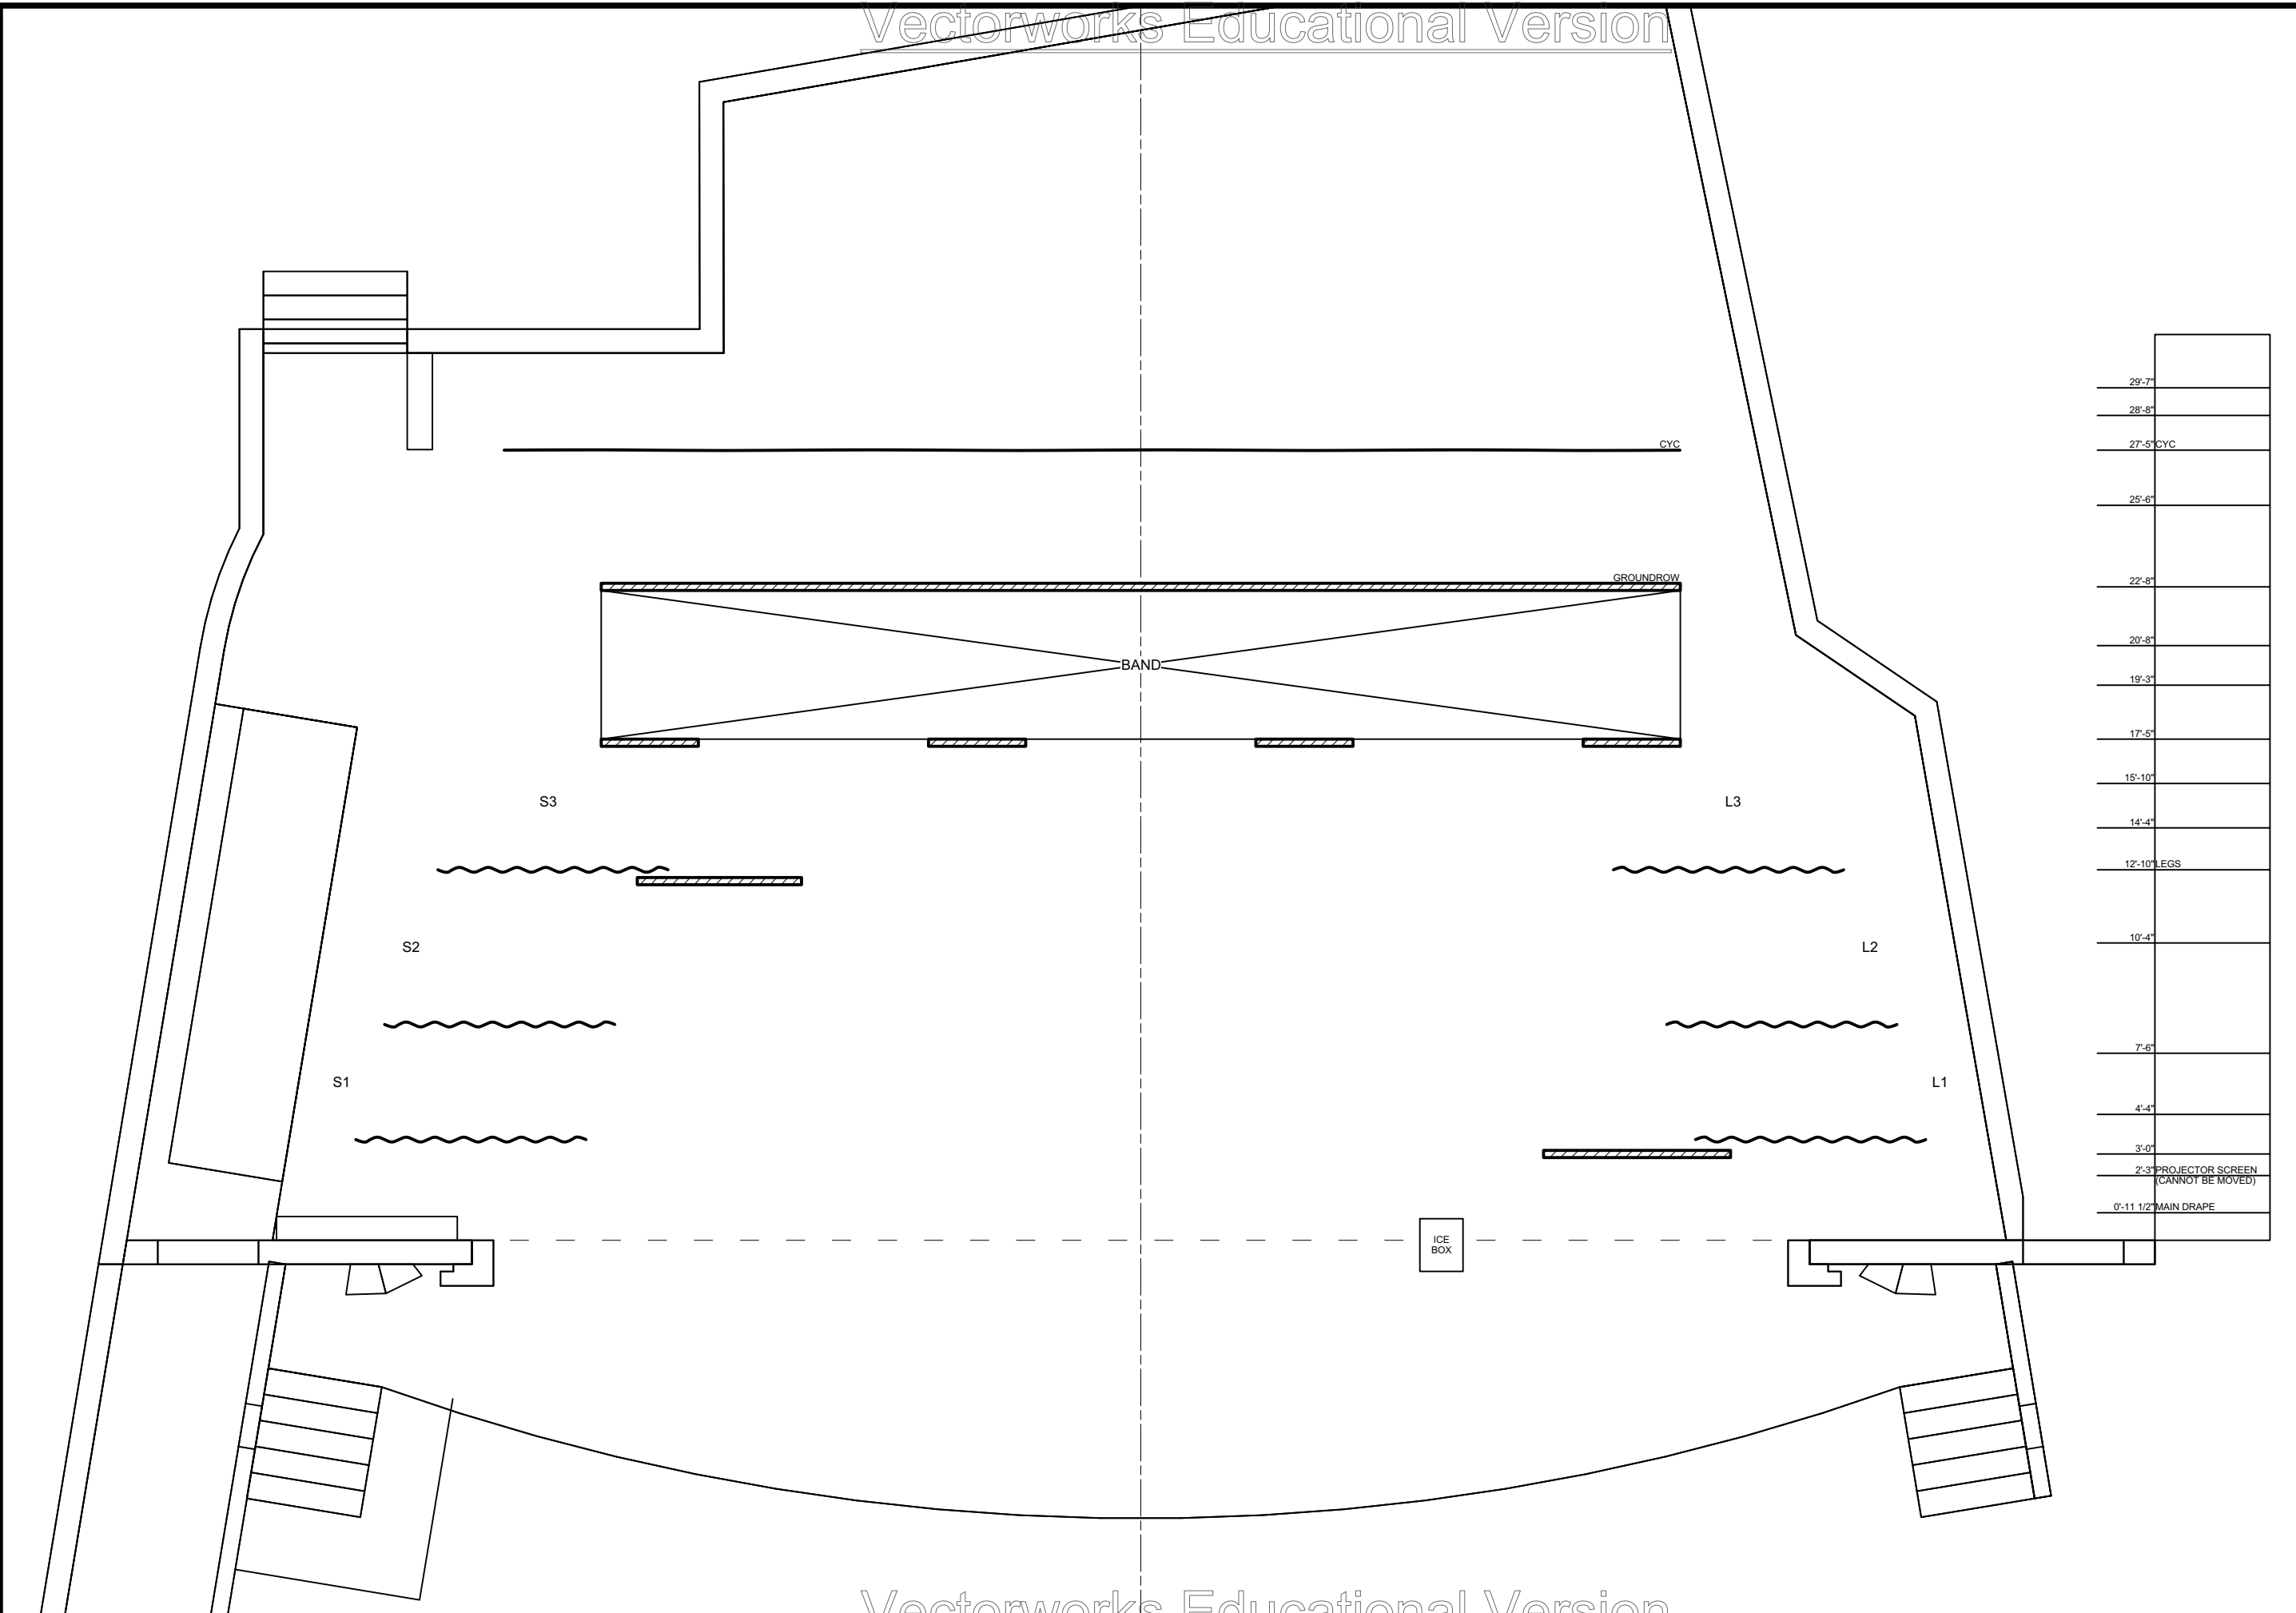 Vectorworks Educational Version
29'-7"
28'-8"
CYC
27'-5" CYC
25'-6"
GROUNDROW
22'-8"
20'-8"
BAND
19'-3"
17'-5"
15'-10"
S3
L3
14'-4"
12'-10" LEGS
10'-4"
S2
L2
7'-6"
S1
L1
4'-4"
3'-0"
2'-3" PROJECTOR SCREEN
(CANNOT BE MOVED)
0'-11 1/2" MAIN DRAPE
ICE
BOX
Vectorworks Educational Version